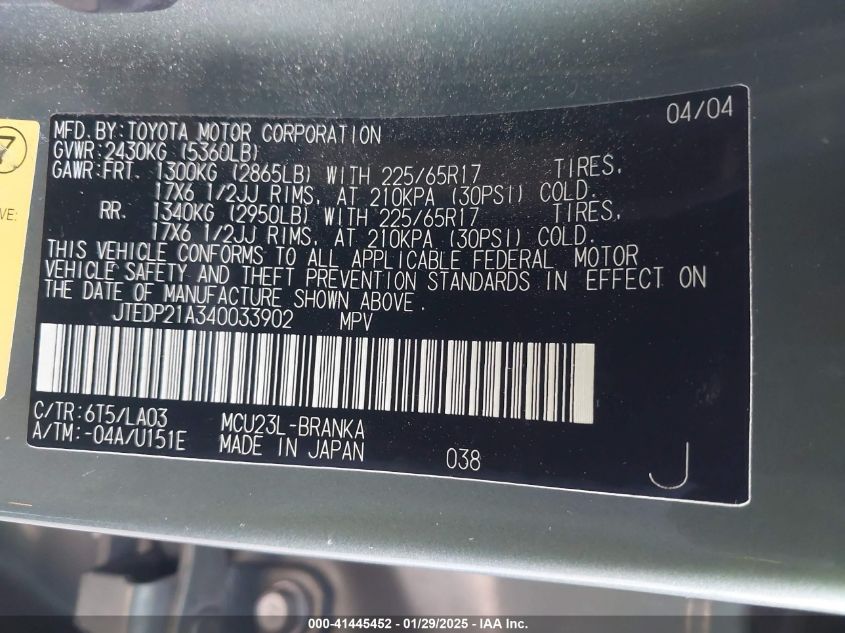 04/04
MFD.BY:TOYOTA MOTOR CORPORATION
GVWR:2430KG (5360LB)
GAWR:FRT. 1300KG (2865LB) WITH 225/65R17 TIRES,
17X6 1/2JJ RIMS, AT 210KPA (30PSI) COLD.
RR. 1340KG (2950LB) WITH 225/65R17 TIRES,
17X6 1/2JJ RIMS, AT 210KPA (30PSI) COLD.
THIS VEHICLE CONFORMS TO ALL APPLICABLE FEDERAL MOTOR
VEHICLE SAFETY AND THEFT PREVENTION STANDARDS IN EFFECT ON
THE DATE OF MANUFACTURE SHOWN ABOVE.
JTEDP21A340033902 MPV
C/TR:6T5/LA03 MCU23L-BRANKA
A/TM:-04A/U151E MADE IN JAPAN 038 J
7
VE:
000-41445452 - 01/29/2025 - IAA Inc.